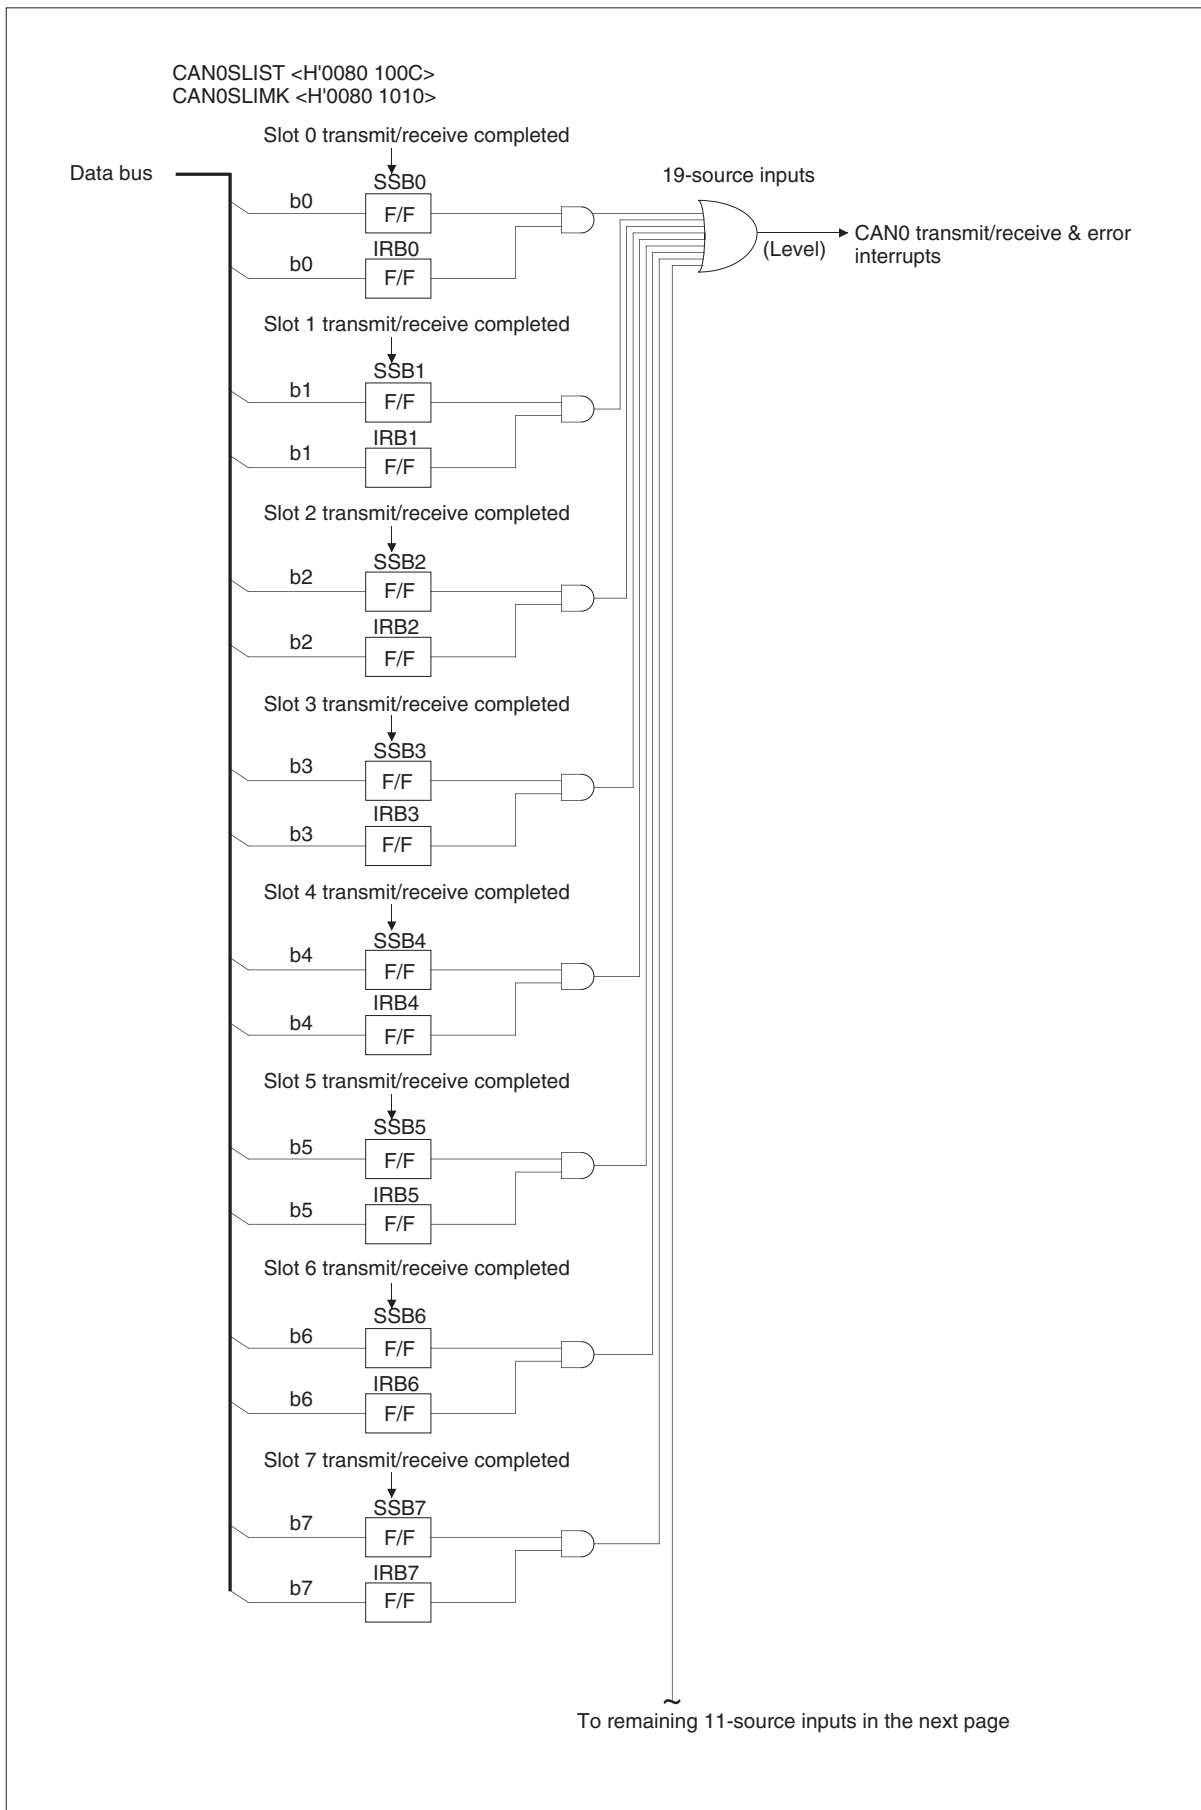 CAN0SLIST <H'0080 100C>
CAN0SLIMK <H'0080 1010>
Slot 0 transmit/receive completed
Data bus
SSB0
19-source inputs
b0
F/F
(Level)
CAN0 transmit/receive & error
interrupts
IRB0
b0
F/F
Slot 1 transmit/receive completed
SSB1
b1
F/F
IRB1
b1
F/F
Slot 2 transmit/receive completed
SSB2
b2
F/F
IRB2
b2
F/F
Slot 3 transmit/receive completed
SSB3
b3
F/F
IRB3
b3
F/F
Slot 4 transmit/receive completed
SSB4
b4
F/F
IRB4
b4
F/F
Slot 5 transmit/receive completed
SSB5
b5
F/F
IRB5
b5
F/F
Slot 6 transmit/receive completed
SSB6
b6
F/F
IRB6
b6
F/F
Slot 7 transmit/receive completed
SSB7
b7
F/F
IRB7
b7
F/F
To remaining 11-source inputs in the next page